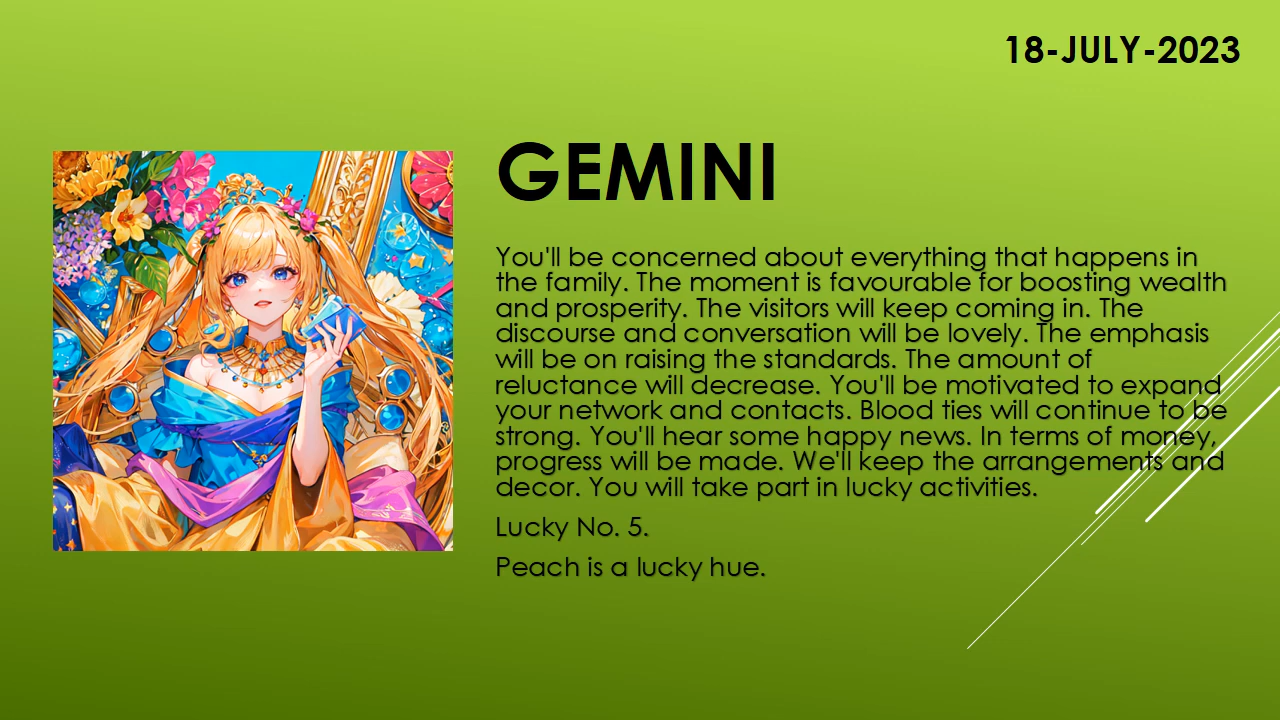 18-JULY-2023
GEMINI
You'll be concerned about everything that happens in
the family. The moment is favourable for boosting wealth
and prosperity. The visitors will keep coming in. The
discourse and conversation will be lovely. The emphasis
will be on raising the standards. The amount of
reluctance will decrease. You'll be motivated to expand
your network and contacts. Blood ties will continue to be
strong. You'll hear some happy news. In terms of money,
progress will be made. We'll keep the arrangements and
decor. You will take part in lucky activities.
Lucky No. 5.
Peach is a lucky hue.